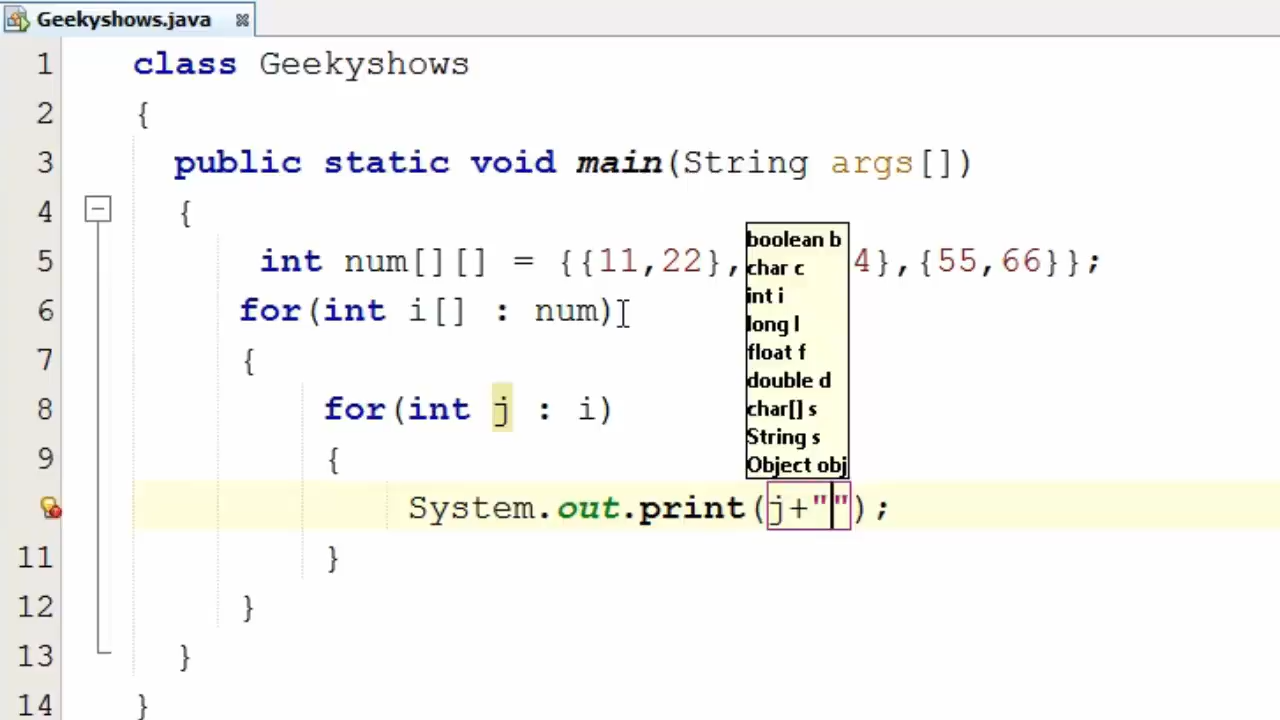 Geekyshows.java
1 class Geekyshows
2 {
3 public static void main(String args[])
4 {
5 int num[][] = {{11,22}, 4},{55,66}};
6 for(int i[] : num)
7 {
8 for(int j : i)
9 {
System.out.print(j+"");
11 }
12 }
13 }
14 }
boolean b
char c
int i
long l
float f
double d
char[] s
String s
Object obj